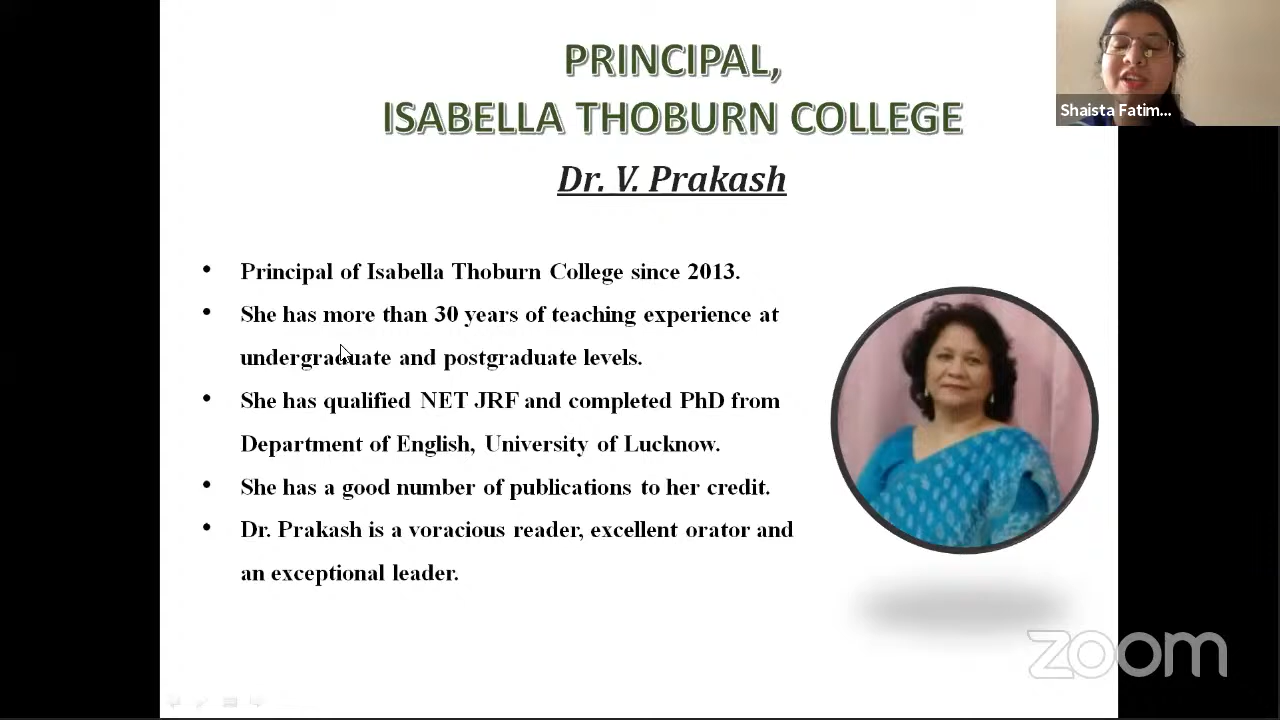 PRINCIPAL,
ISABELLA THOBURN COLLEGE
Shaista Fatim...
Dr. V. Prakash
• Principal of Isabella Thoburn College since 2013.
• She has more than 30 years of teaching experience at
undergraduate and postgraduate levels.
• She has qualified NET JRF and completed PhD from
Department of English, University of Lucknow.
• She has a good number of publications to her credit.
• Dr. Prakash is a voracious reader, excellent orator and
an exceptional leader.
zoom